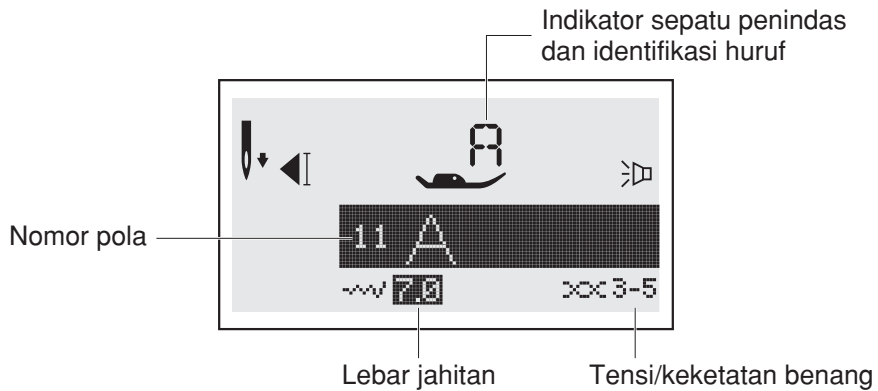 Indikator sepatu penindas
dan identifikasi huruf
A
Nomor pola
11 A
7.0
3-5
Lebar jahitan
Tensi/keketatan benang